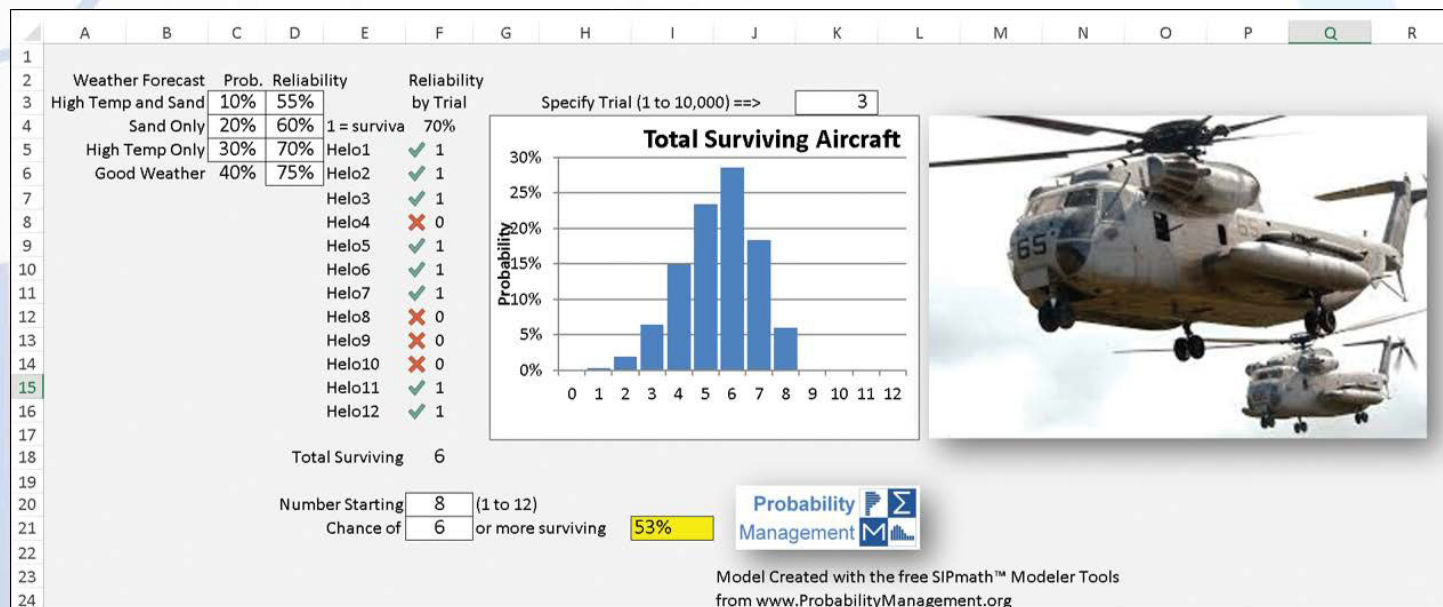 A B C D E F G H I J K L M N O P Q R
1
2 Weather Forecast Prob. Reliability Reliability
3 High Temp and Sand 10% 55% by Trial Specify Trial (1 to 10,000) ==> 3
4 Sand Only 20% 60% 1 = surviva 70%
5 High Temp Only 30% 70% Helo1 1
6 Good Weather 40% 75% Helo2 1
7 Helo3 1
8 Helo4 0
9 Helo5 1
10 Helo6 1
11 Helo7 1
12 Helo8 0
13 Helo9 0
14 Helo10 0
15 Helo11 1
16 Helo12 1
17
18 Total Surviving 6
19
20 Number Starting 8 (1 to 12)
21 Chance of 6 or more surviving 53%
22
23 Model Created with the free SIPmath™ Modeler Tools
24 from www.ProbabilityManagement.org
Total Surviving Aircraft
Probability
30%
25%
20%
15%
10%
5%
0%
0 1 2 3 4 5 6 7 8 9 10 11 12
65
65
Probability P Σ
Management M